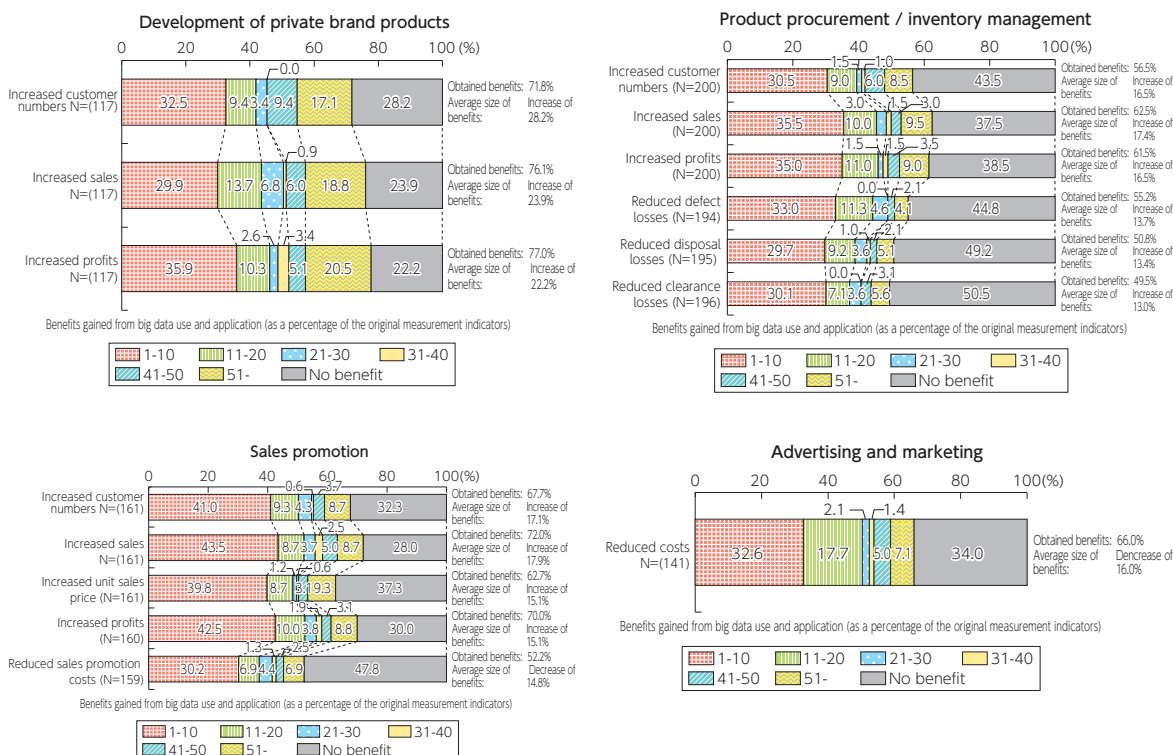 Development of private brand products
0 20 40 60 80 100(%)
0.0
Increased customer numbers N=(117)
32.5 9.4 3.4 9.4 17.1 28.2
Obtained benefits: 71.8%
Average size of benefits: Increase of 28.2%
0.9
Increased sales N=(117)
29.9 13.7 6.8 6.0 18.8 23.9
Obtained benefits: 76.1%
Average size of benefits: Increase of 23.9%
2.6 3.4
Increased profits N=(117)
35.9 10.3 5.1 20.5 22.2
Obtained benefits: 77.0%
Average size of benefits: Increase of 22.2%
Benefits gained from big data use and application (as a percentage of the original measurement indicators)
1-10 11-20 21-30 31-40
41-50 51- No benefit
Product procurement / inventory management
0 20 40 60 80 100(%)
1.5 1.0
Increased customer numbers (N=200)
30.5 9.0 6.0 8.5 43.5
Obtained benefits: 56.5%
Average size of benefits: Increase of 16.5%
3.0 1.5 3.0
Increased sales (N=200)
35.5 10.0 9.5 37.5
Obtained benefits: 62.5%
Average size of benefits: Increase of 17.4%
1.5 1.5 3.5
Increased profits (N=200)
35.0 11.0 9.0 38.5
Obtained benefits: 61.5%
Average size of benefits: Increase of 16.5%
0.0 2.1
Reduced defect losses (N=194)
33.0 11.3 4.6 4.1 44.8
Obtained benefits: 55.2%
Average size of benefits: Increase of 13.7%
1.0 2.1
Reduced disposal losses (N=195)
29.7 9.2 3.6 5.1 49.2
Obtained benefits: 50.8%
Average size of benefits: Increase of 13.4%
0.0 3.1
Reduced clearance losses (N=196)
30.1 7.1 3.6 5.6 50.5
Obtained benefits: 49.5%
Average size of benefits: Increase of 13.0%
Benefits gained from big data use and application (as a percentage of the original measurement indicators)
1-10 11-20 21-30 31-40
41-50 51- No benefit
Sales promotion
0 20 40 60 80 100(%)
0.6 3.7
Increased customer numbers N=(161)
41.0 9.3 4.3 8.7 32.3
Obtained benefits: 67.7%
Average size of benefits: Increase of 17.1%
2.5
Increased sales N=(161)
43.5 8.7 3.7 5.0 8.7 28.0
Obtained benefits: 72.0%
Average size of benefits: Increase of 17.9%
1.2 0.6
Increased unit sales price N=(161)
39.8 8.7 3.1 9.3 37.3
Obtained benefits: 62.7%
Average size of benefits: Increase of 15.1%
1.9 3.1
Increased profits N=(160)
42.5 10.0 3.8 8.8 30.0
Obtained benefits: 70.0%
Average size of benefits: Increase of 15.1%
1.3 2.5
Reduced sales promotion costs N=(159)
30.2 6.9 4.4 6.9 47.8
Obtained benefits: 52.2%
Average size of benefits: Decrease of 14.8%
Benefits gained from big data use and application (as a percentage of the original measurement indicators)
1-10 11-20 21-30 31-40
41-50 51- No benefit
Advertising and marketing
0 20 40 60 80 100(%)
2.1 1.4
Reduced costs N=(141)
32.6 17.7 5.0 7.1 34.0
Obtained benefits: 66.0%
Average size of benefits: Dencrease of 16.0%
Benefits gained from big data use and application (as a percentage of the original measurement indicators)
1-10 11-20 21-30 31-40
41-50 51- No benefit